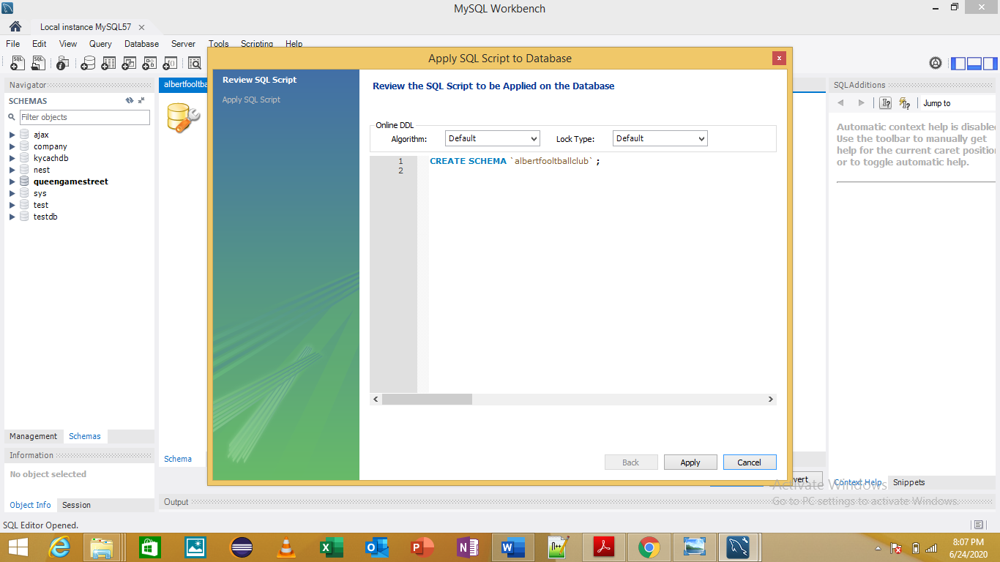 MySQL Workbench
Local instance MySQL57
File Edit View Query Database Server Tools Scripting Help
Navigator
SCHEMAS
Filter objects
ajax
company
kycachdb
nest
queengamestreet
sys
test
testdb
Management Schemas
Information
No object selected
Object Info Session
albertfooltba
Schema
Output
Apply SQL Script to Database
Review SQL Script
Apply SQL Script
Review the SQL Script to be Applied on the Database
Online DDL
Algorithm: Default Lock Type: Default
1 CREATE SCHEMA `albertfooltballclub` ;
2
Back Apply Cancel
vert
SQLAdditions
Jump to
Automatic context help is disabled
Use the toolbar to manually get
help for the current caret position
or to toggle automatic help.
Context Help Snippets
Activate Windows
Go to PC settings to activate Windows.
SQL Editor Opened.
8:07 PM
6/24/2020